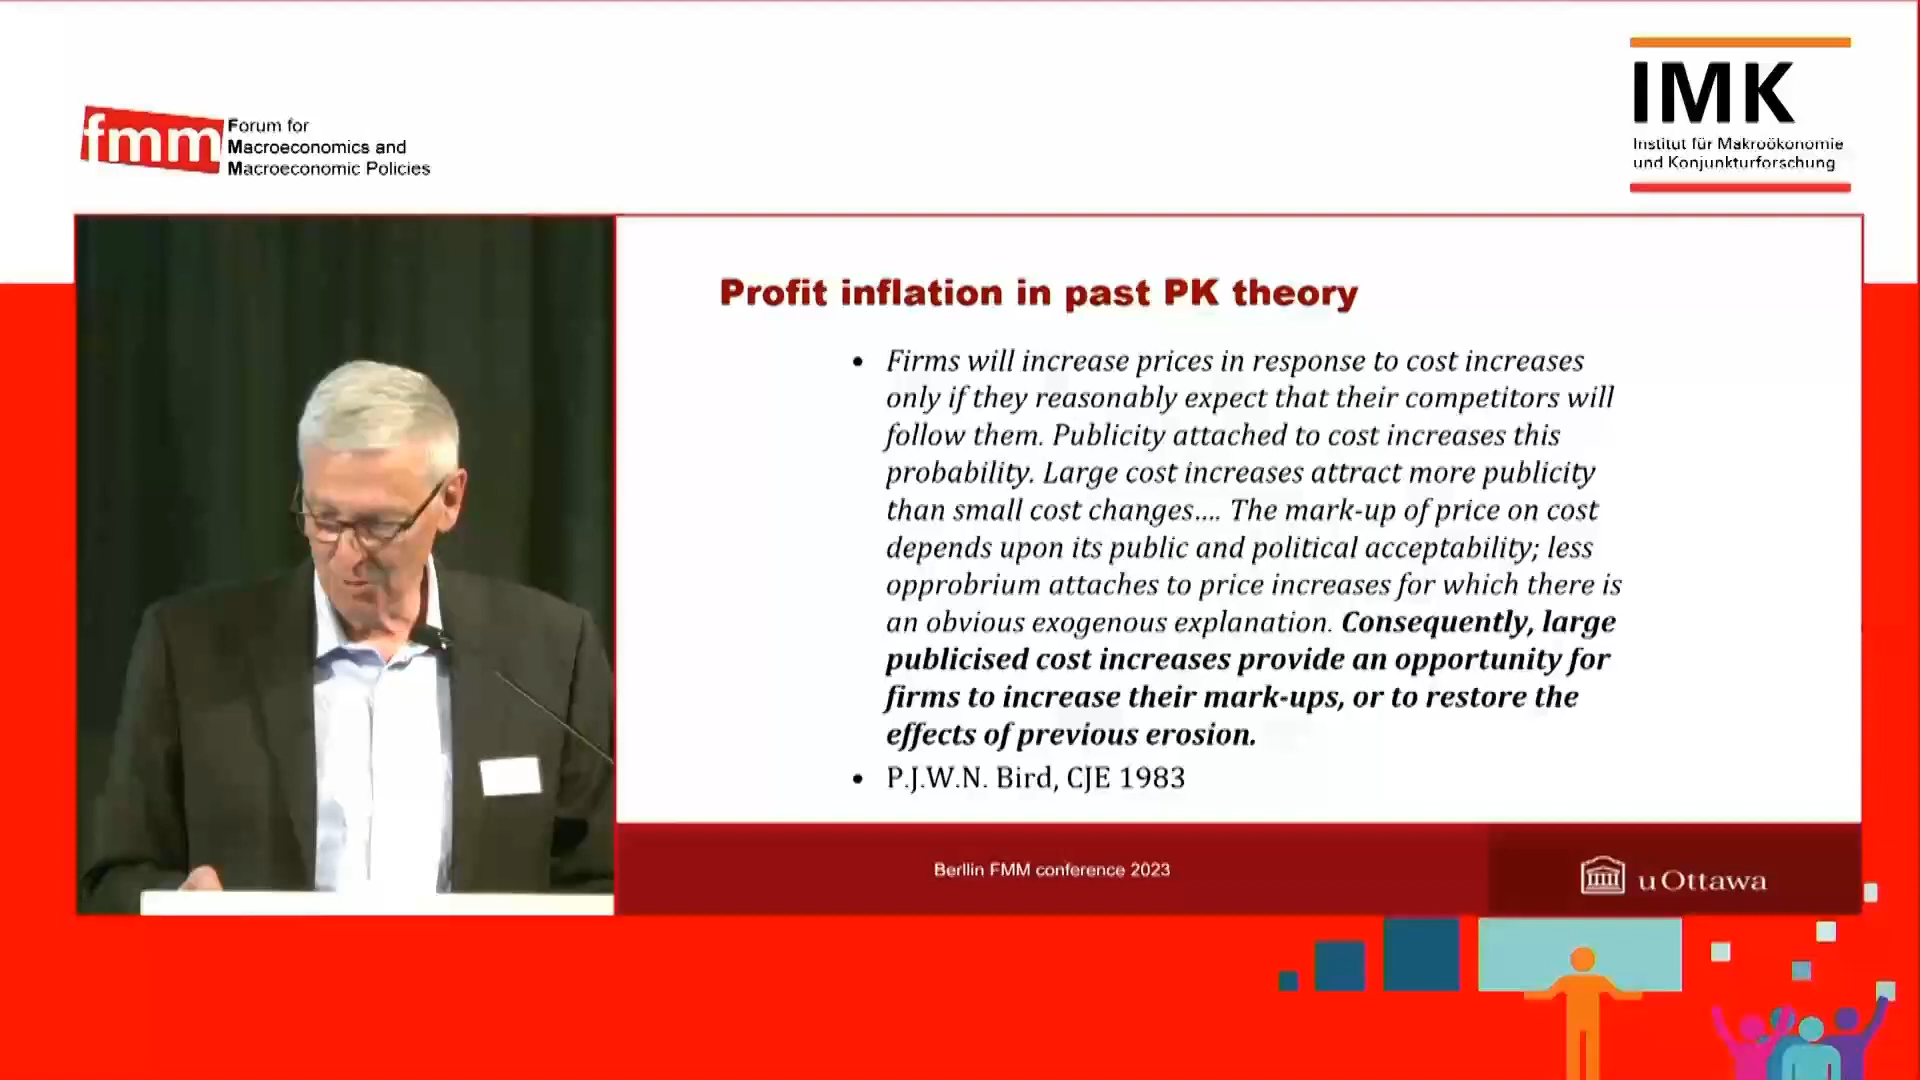 fmm
Forum for
Macroeconomics and
Macroeconomic Policies
IMK
Institut für Makroökonomie
und Konjunkturforschung
Profit inflation in past PK theory
• Firms will increase prices in response to cost increases
only if they reasonably expect that their competitors will
follow them. Publicity attached to cost increases this
probability. Large cost increases attract more publicity
than small cost changes.... The mark-up of price on cost
depends upon its public and political acceptability; less
opprobrium attaches to price increases for which there is
an obvious exogenous explanation. Consequently, large
publicised cost increases provide an opportunity for
firms to increase their mark-ups, or to restore the
effects of previous erosion.
• P.J.W.N. Bird, CJE 1983
Berllin FMM conference 2023
uOttawa